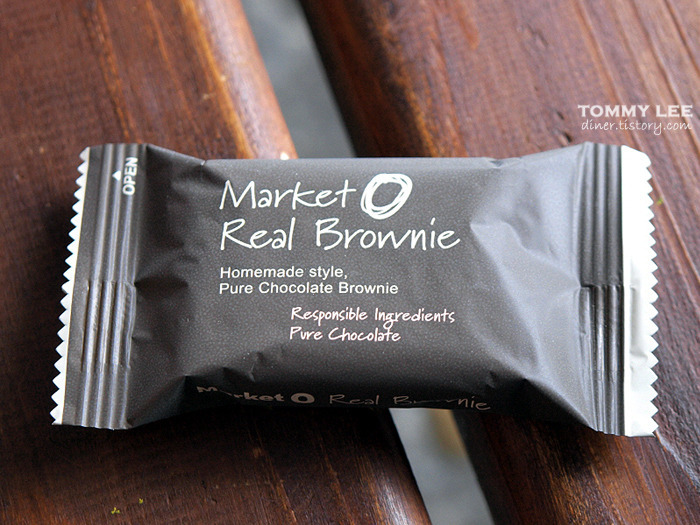 TOMMY LEE
diner.tistory.com
OPEN
Market O
Real Brownie
Homemade style,
Pure Chocolate Brownie
Responsible Ingredients
Pure Chocolate
Market O Real Brownie